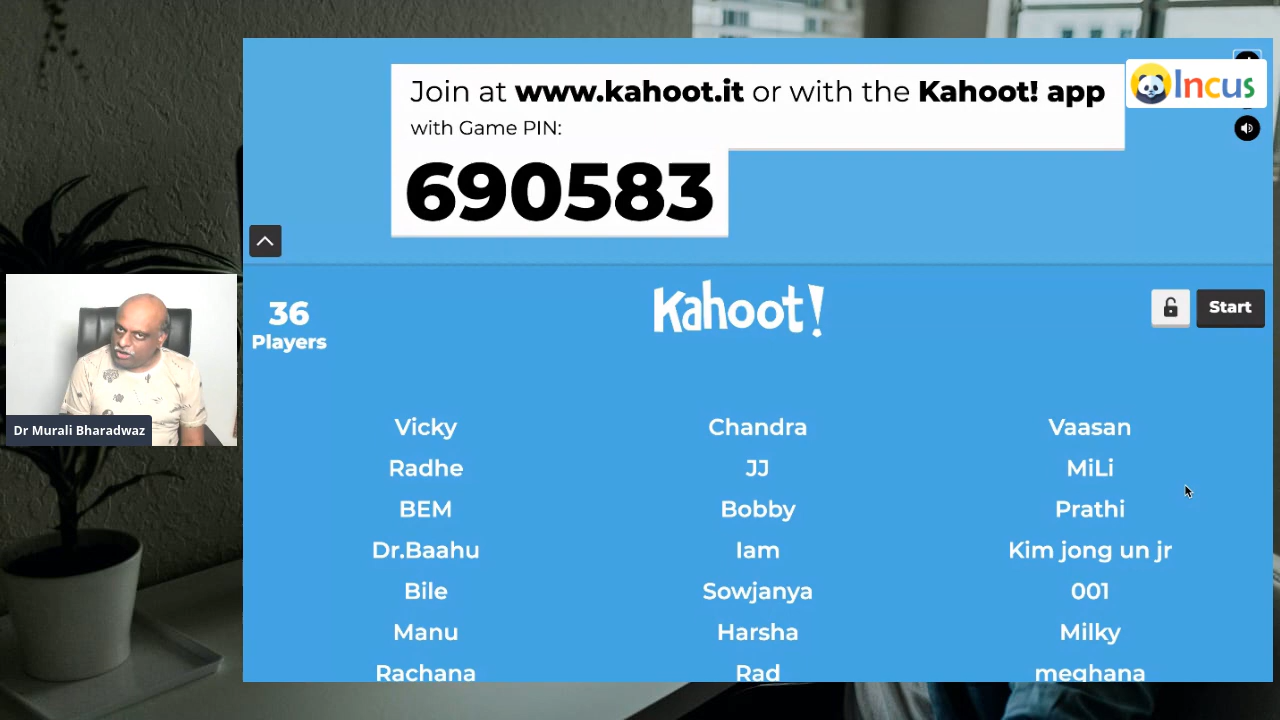 Join at www.kahoot.it or with the Kahoot! app
with Game PIN:
690583
Incus
36
Players
Kahoot!
Start
Vicky
Chandra
Vaasan
Radhe
JJ
MiLi
BEM
Bobby
Prathi
Dr.Baahu
Iam
Kim jong un jr
Bile
Sowjanya
001
Manu
Harsha
Milky
Rachana
Rad
meghana
Dr Murali Bharadwaz